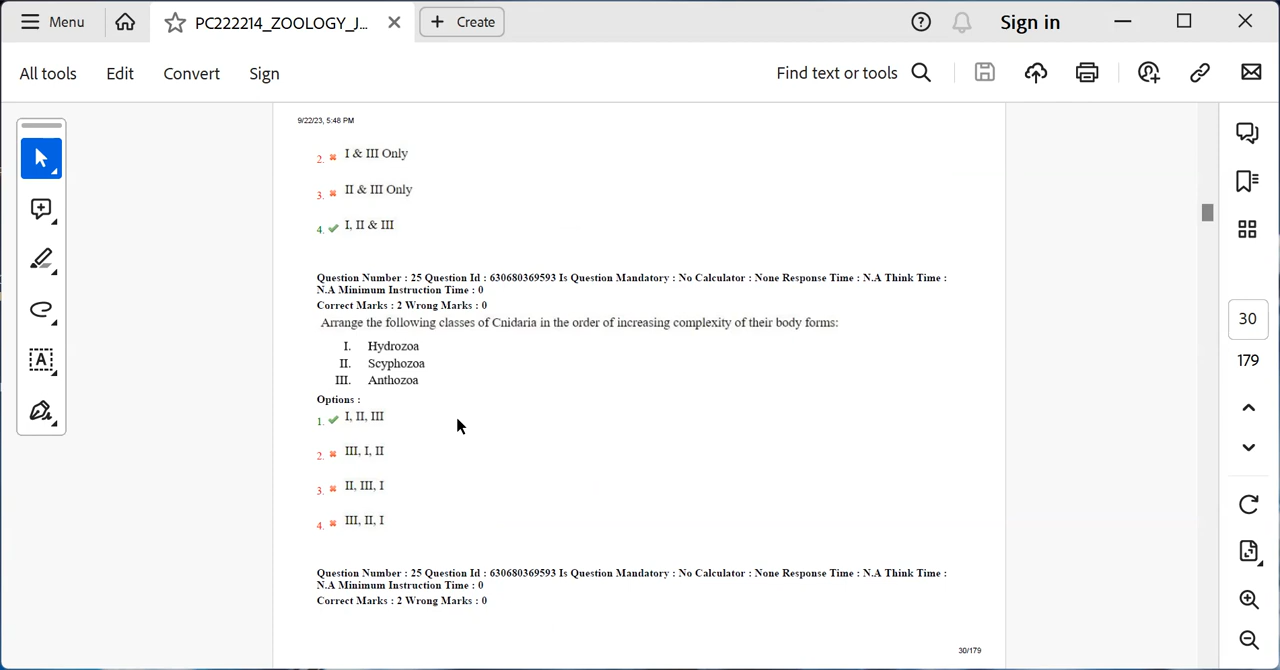 Menu
PC222214_ZOOLOGY_J...
Create
Sign in
All tools
Edit
Convert
Sign
Find text or tools
9/22/23, 5:48 PM
2. I & III Only
3. II & III Only
4. I, II & III
Question Number : 25 Question Id : 630680369593 Is Question Mandatory : No Calculator : None Response Time : N.A Think Time :
N.A Minimum Instruction Time : 0
Correct Marks : 2 Wrong Marks : 0
Arrange the following classes of Cnidaria in the order of increasing complexity of their body forms:
I. Hydrozoa
II. Scyphozoa
III. Anthozoa
Options :
1. I, II, III
2. III, I, II
3. II, III, I
4. III, II, I
Question Number : 25 Question Id : 630680369593 Is Question Mandatory : No Calculator : None Response Time : N.A Think Time :
N.A Minimum Instruction Time : 0
Correct Marks : 2 Wrong Marks : 0
30/179
30
179